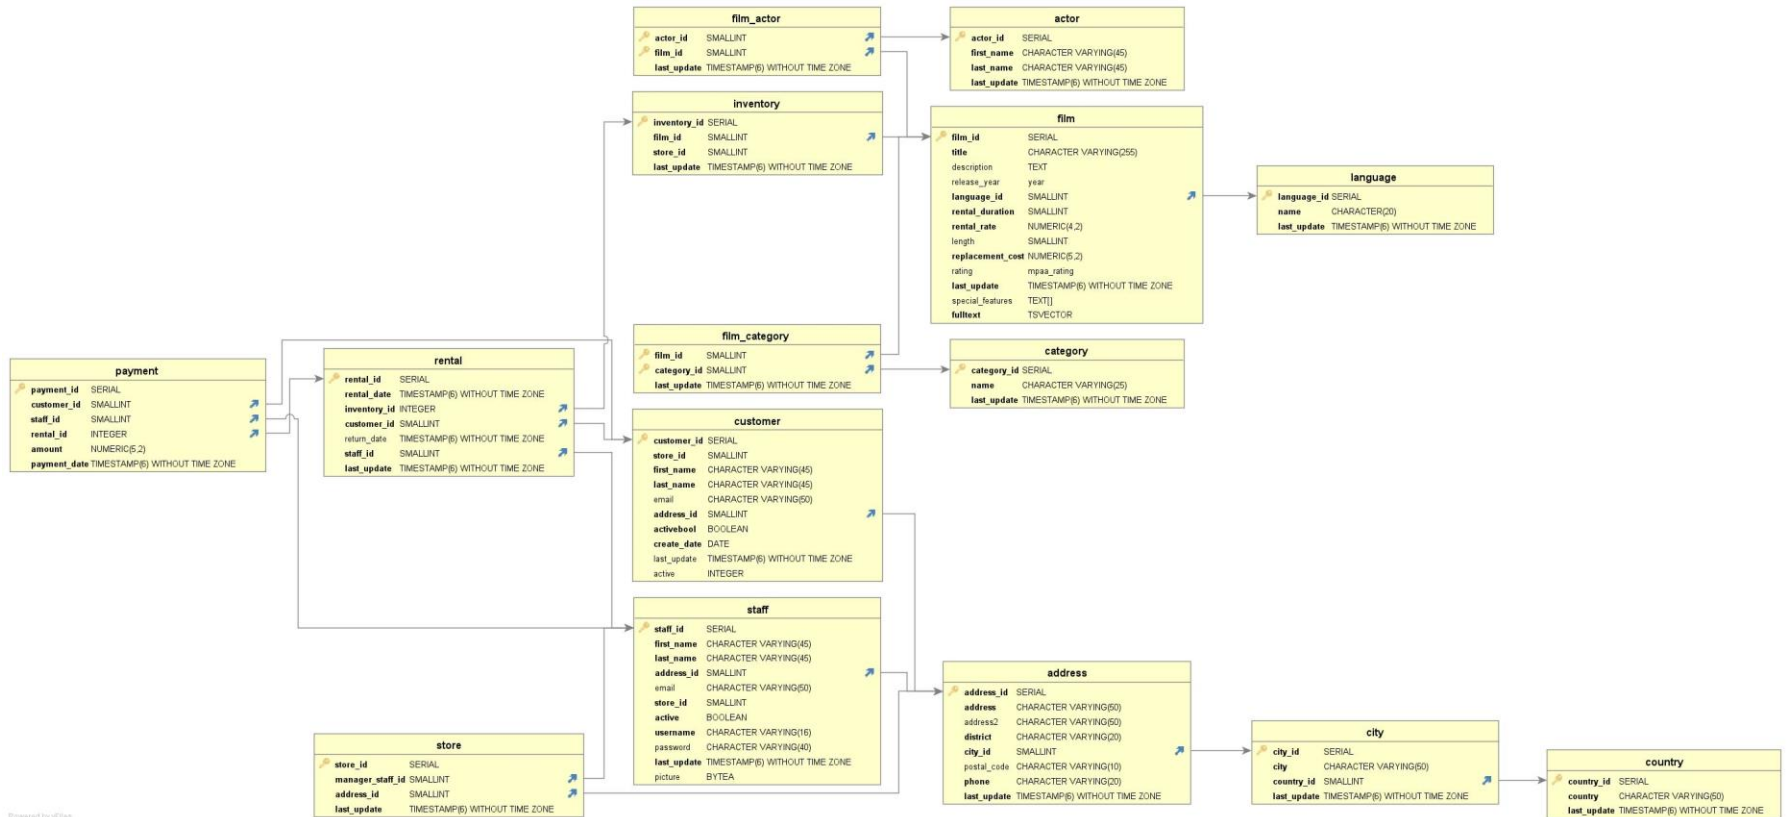 film_actor
actor_id SMALLINT
film_id SMALLINT
last_update TIMESTAMP(6) WITHOUT TIME ZONE
actor
actor_id SERIAL
first_name CHARACTER VARYING(45)
last_name CHARACTER VARYING(45)
last_update TIMESTAMP(6) WITHOUT TIME ZONE
inventory
inventory_id SERIAL
film_id SMALLINT
store_id SMALLINT
last_update TIMESTAMP(6) WITHOUT TIME ZONE
film
film_id SERIAL
title CHARACTER VARYING(255)
description TEXT
release_year year
language_id SMALLINT
rental_duration SMALLINT
rental_rate NUMERIC(4,2)
length SMALLINT
replacement_cost NUMERIC(5,2)
rating mpaa_rating
last_update TIMESTAMP(6) WITHOUT TIME ZONE
special_features TEXT[]
fulltext TSVECTOR
language
language_id SERIAL
name CHARACTER(20)
last_update TIMESTAMP(6) WITHOUT TIME ZONE
film_category
film_id SMALLINT
category_id SMALLINT
last_update TIMESTAMP(6) WITHOUT TIME ZONE
category
category_id SERIAL
name CHARACTER VARYING(25)
last_update TIMESTAMP(6) WITHOUT TIME ZONE
payment
payment_id SERIAL
customer_id SMALLINT
staff_id SMALLINT
rental_id INTEGER
amount NUMERIC(5,2)
payment_date TIMESTAMP(6) WITHOUT TIME ZONE
rental
rental_id SERIAL
rental_date TIMESTAMP(6) WITHOUT TIME ZONE
inventory_id INTEGER
customer_id SMALLINT
return_date TIMESTAMP(6) WITHOUT TIME ZONE
staff_id SMALLINT
last_update TIMESTAMP(6) WITHOUT TIME ZONE
customer
customer_id SERIAL
store_id SMALLINT
first_name CHARACTER VARYING(45)
last_name CHARACTER VARYING(45)
email CHARACTER VARYING(50)
address_id SMALLINT
activebool BOOLEAN
create_date DATE
last_update TIMESTAMP(6) WITHOUT TIME ZONE
active INTEGER
staff
staff_id SERIAL
first_name CHARACTER VARYING(45)
last_name CHARACTER VARYING(45)
address_id SMALLINT
email CHARACTER VARYING(50)
store_id SMALLINT
active BOOLEAN
username CHARACTER VARYING(16)
password CHARACTER VARYING(40)
last_update TIMESTAMP(6) WITHOUT TIME ZONE
picture BYTEA
store
store_id SERIAL
manager_staff_id SMALLINT
address_id SMALLINT
last_update TIMESTAMP(6) WITHOUT TIME ZONE
address
address_id SERIAL
address CHARACTER VARYING(50)
address2 CHARACTER VARYING(50)
district CHARACTER VARYING(20)
city_id SMALLINT
postal_code CHARACTER VARYING(10)
phone CHARACTER VARYING(20)
last_update TIMESTAMP(6) WITHOUT TIME ZONE
city
city_id SERIAL
city CHARACTER VARYING(50)
country_id SMALLINT
last_update TIMESTAMP(6) WITHOUT TIME ZONE
country
country_id SERIAL
country CHARACTER VARYING(50)
last_update TIMESTAMP(6) WITHOUT TIME ZONE
Powered by yFiles